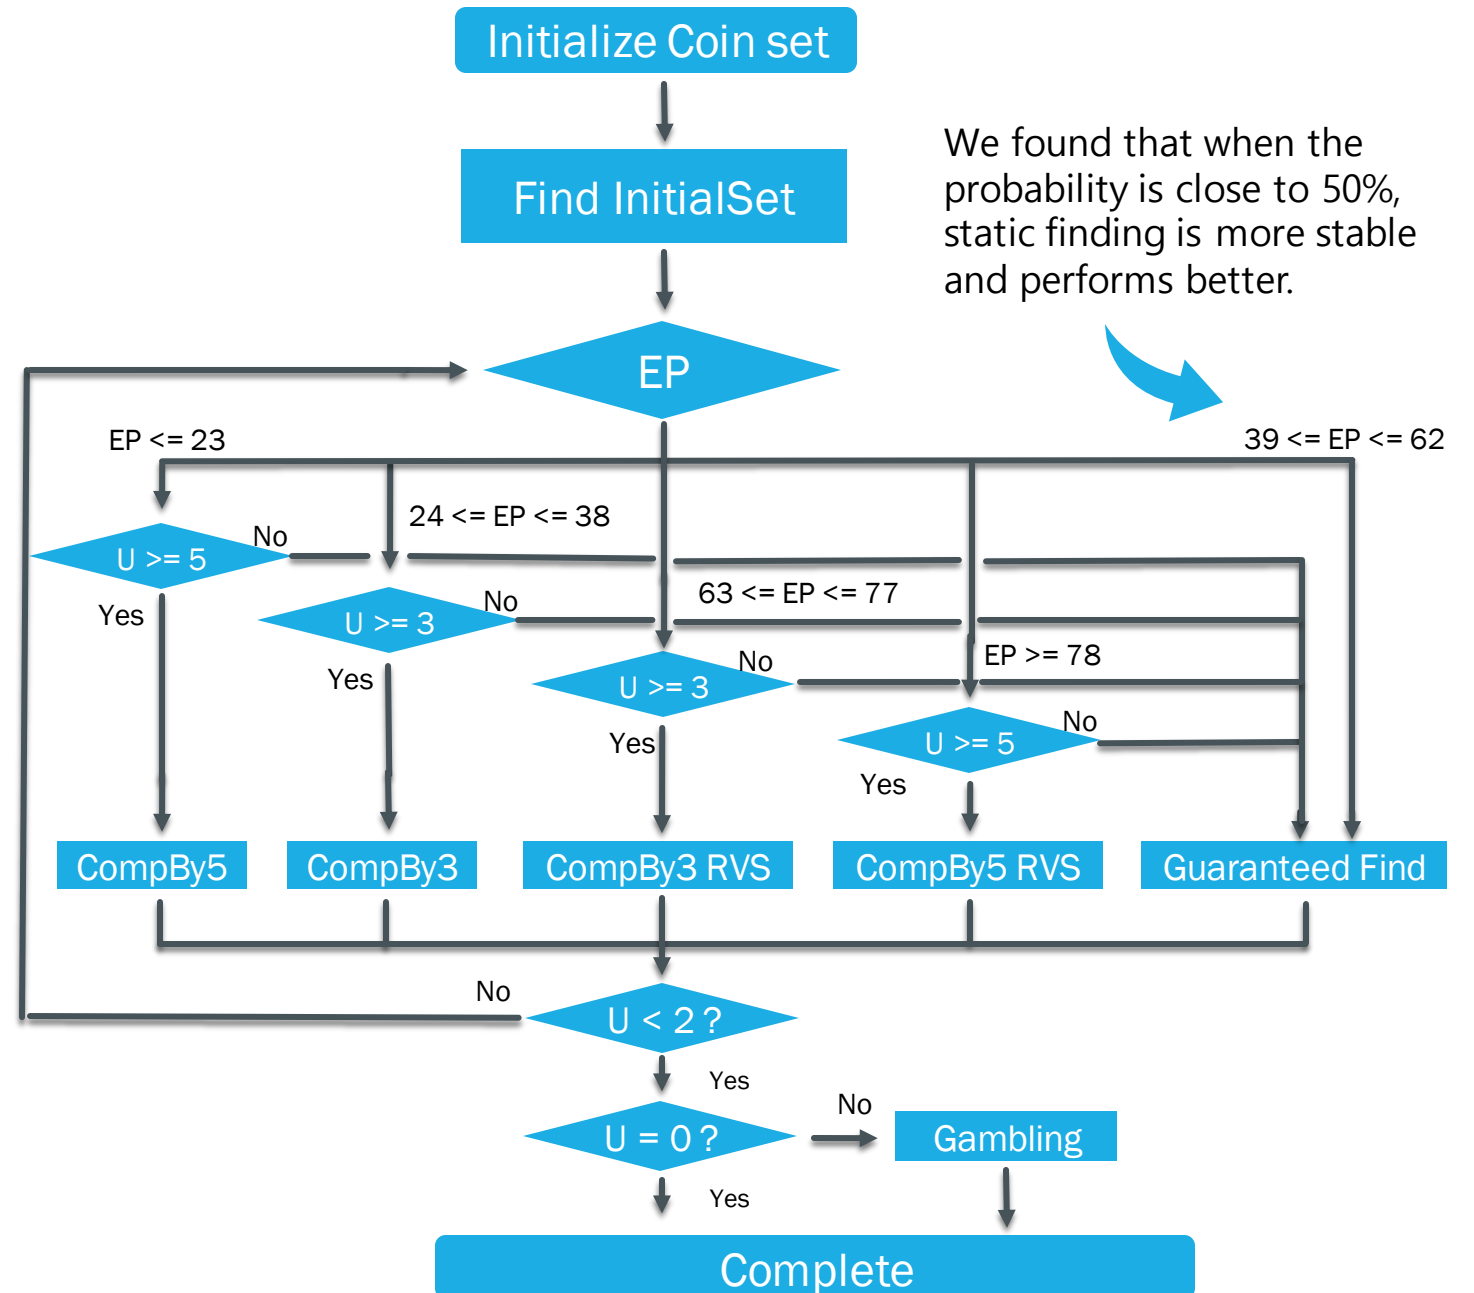 Initialize Coin set
Find InitialSet
We found that when the
probability is close to 50%,
static finding is more stable
and performs better.
EP
EP <= 23
39 <= EP <= 62
24 <= EP <= 38
No
U >= 5
63 <= EP <= 77
Yes
No
U >= 3
EP >= 78
Yes
No
U >= 3
No
Yes
U >= 5
Yes
CompBy5
CompBy3
CompBy3 RVS
CompBy5 RVS
Guaranteed Find
No
U < 2 ?
Yes
No
U = 0 ?
Gambling
Yes
Complete